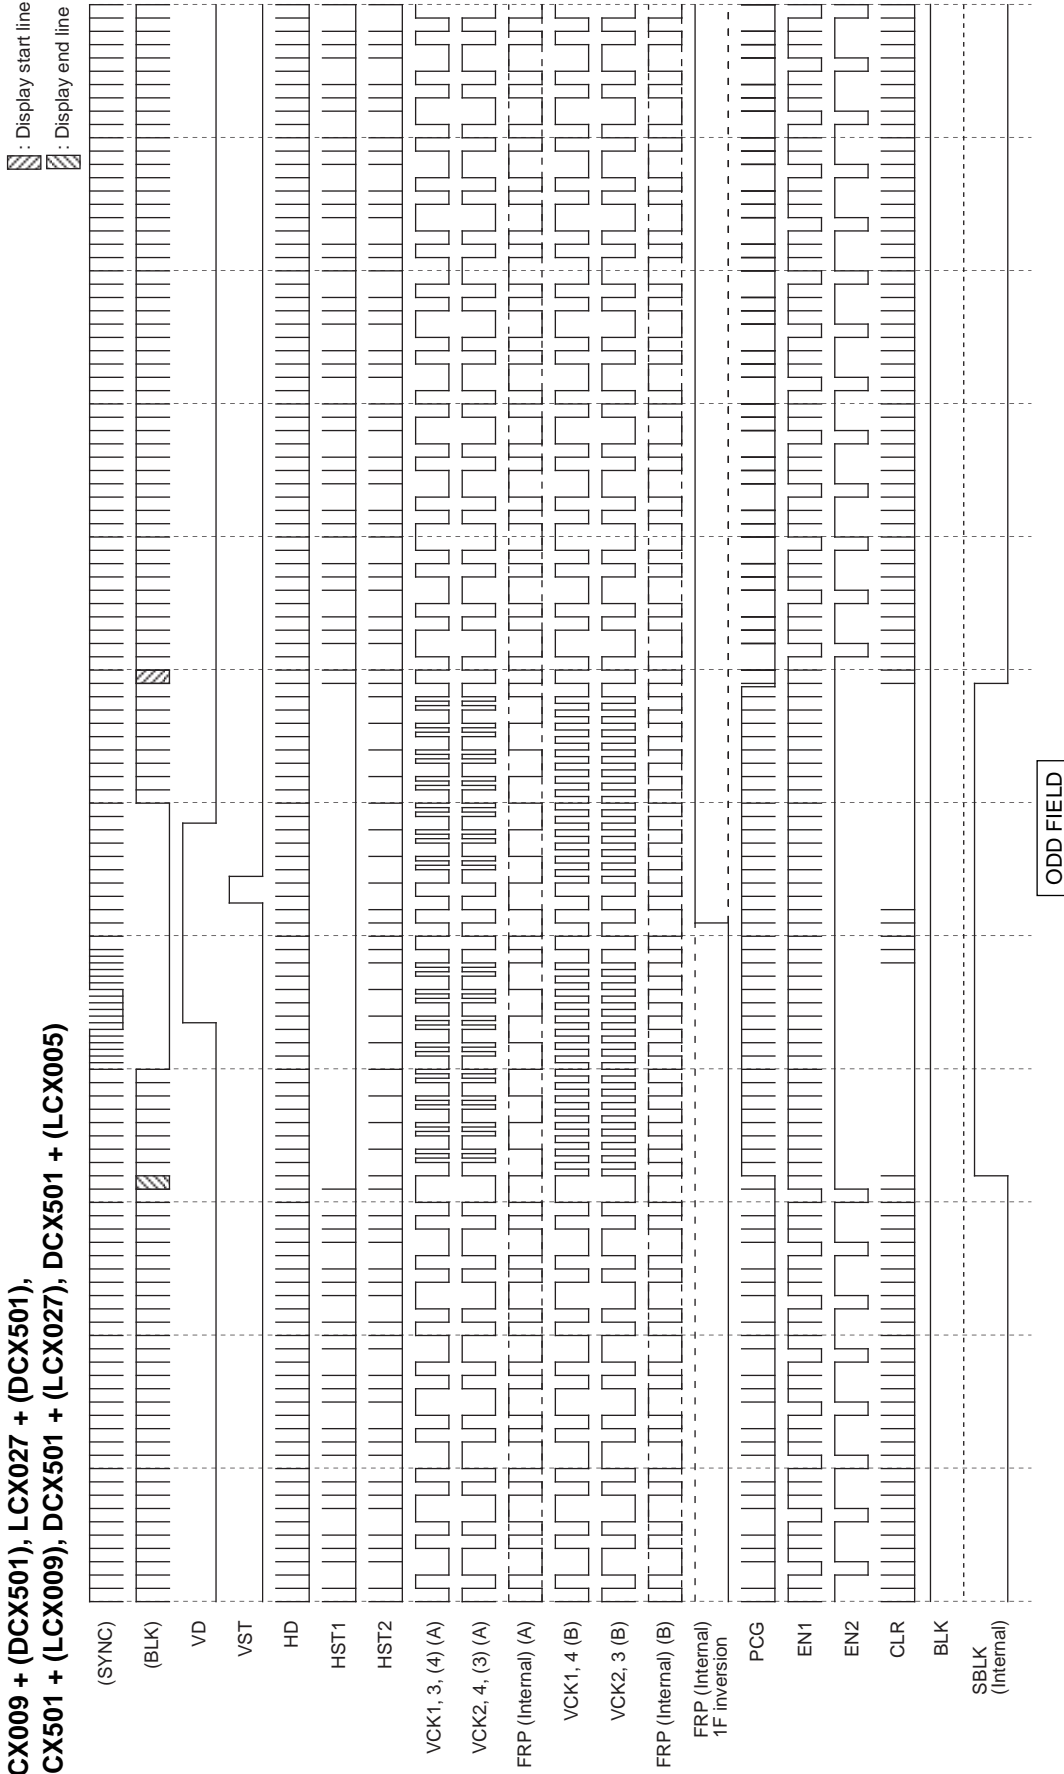 CX009 + (DCX501), LCX027 + (DCX501),
CX501 + (LCX009), DCX501 + (LCX027), DCX501 + (LCX005)
: Display start line
: Display end line
(SYNC)
(BLK)
VD
VST
HD
HST1
HST2
VCK1, 3, (4) (A)
VCK2, 4, (3) (A)
FRP (Internal) (A)
VCK1, 4 (B)
VCK2, 3 (B)
FRP (Internal) (B)
FRP (Internal)
1F inversion
PCG
EN1
EN2
CLR
BLK
SBLK
(Internal)
ODD FIELD